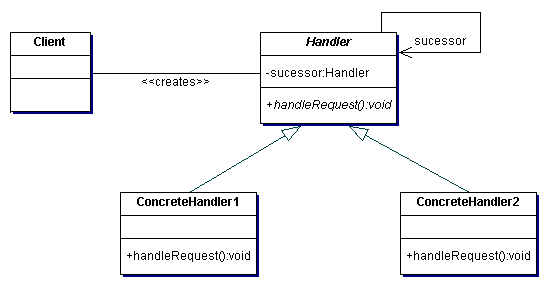 Client
Handler
sucessor
-sucessor:Handler
<<creates>>
+handleRequest():void
ConcreteHandler1
ConcreteHandler2
+handleRequest():void
+handleRequest():void